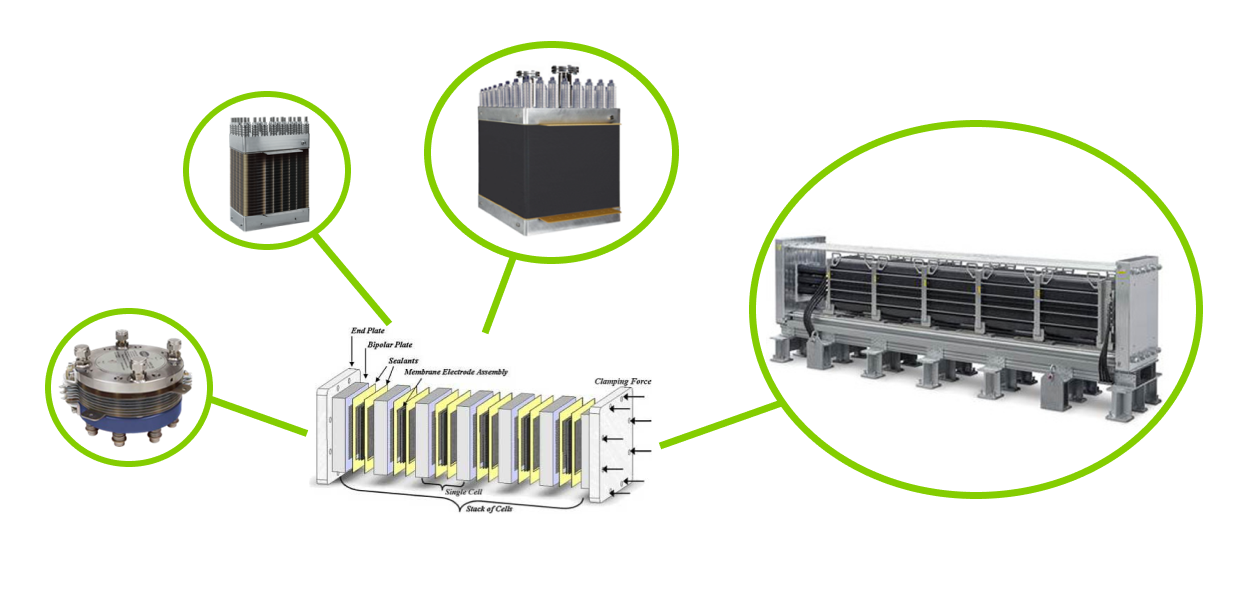 End Plate
Bipolar Plate
Sealants
Membrane Electrode Assembly
Clamping Force
Single Cell
Stack of Cells